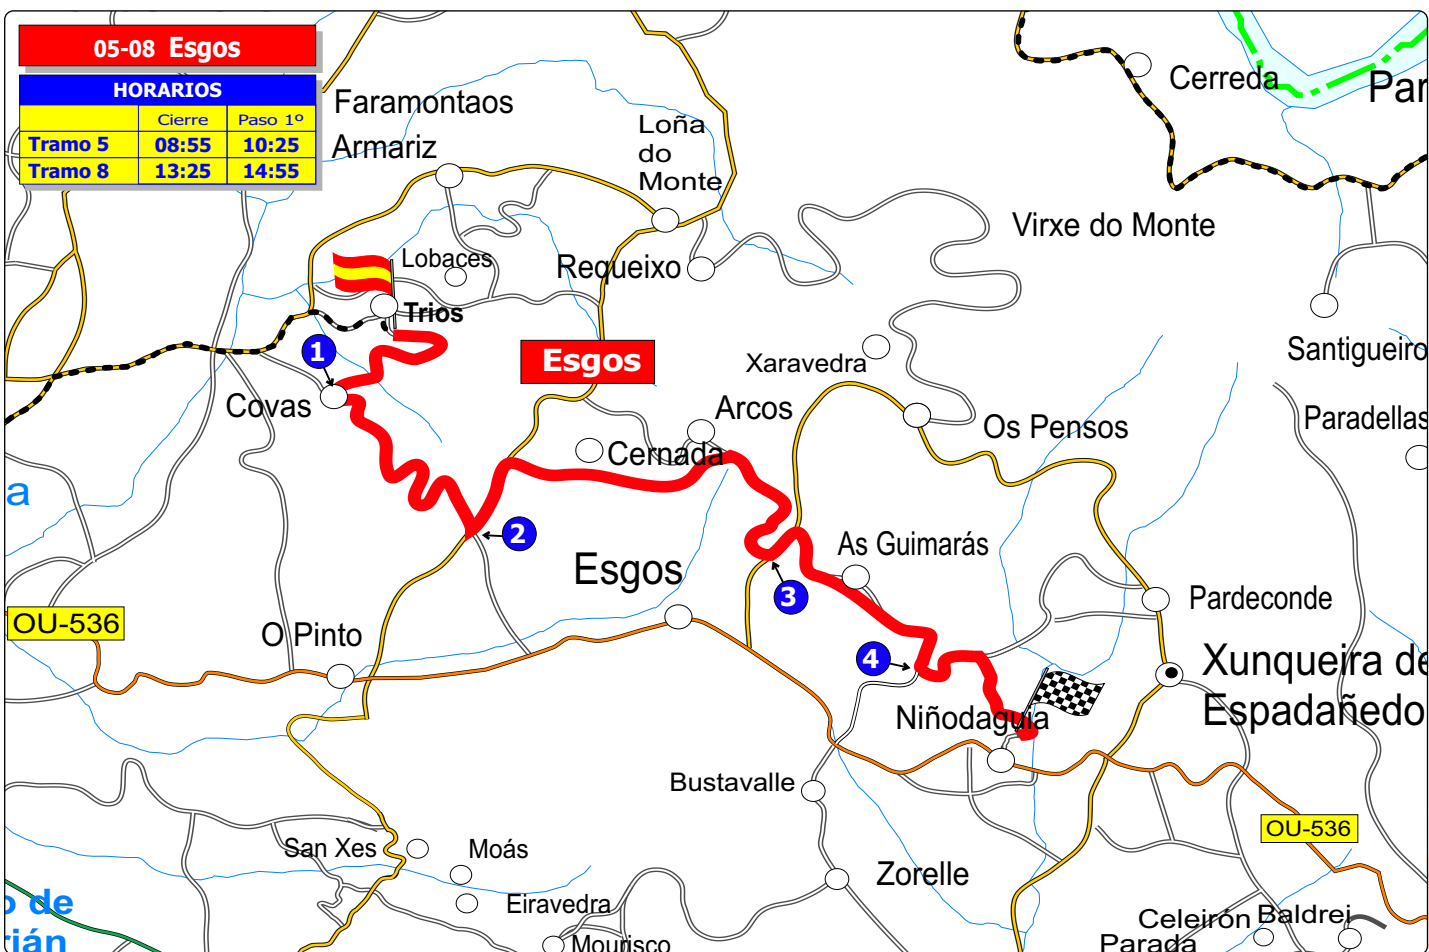 05-08 Esgos
HORARIOS
Cierre Paso 1º
Tramo 5 08:55 10:25
Tramo 8 13:25 14:55
Faramontaos
Armariz
Loña
do
Monte
Cerreda
Par
Virxe do Monte
Lobaces
Requeixo
Trios
1
Esgos
Xaravedra
Santigueiro
Covas
Arcos
Os Pensos
Paradellas
Cernada
a
2
As Guimarás
Esgos
3
Pardeconde
OU-536
O Pinto
4
Xunqueira de
Espadañedo
Niñodaguia
Bustavalle
OU-536
San Xes
Moás
Zorelle
Eiravedra
o de
rián
Mourisco
Celeirón
Baldrei
Parada